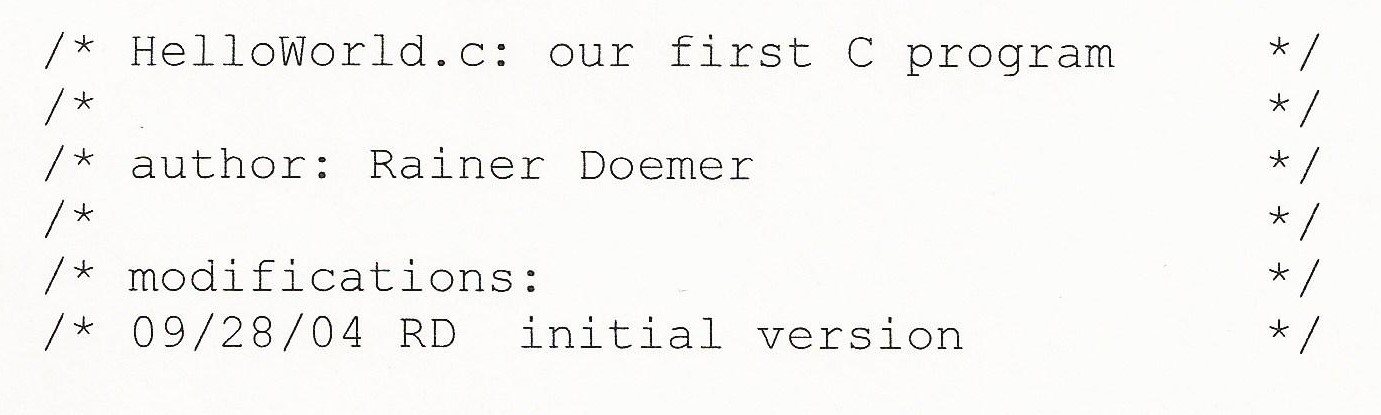 /* HelloWorld.c: our first C program */
/* */
/* author: Rainer Doemer */
/* */
/* modifications: */
/* 09/28/04 RD initial version */